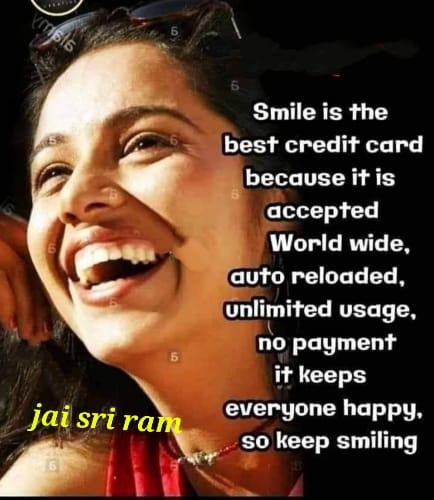 Smile is the
best credit card
because it is
accepted
World wide,
auto reloaded,
unlimited usage,
no payment
it keeps
everyone happy,
so keep smiling
jai sri ram